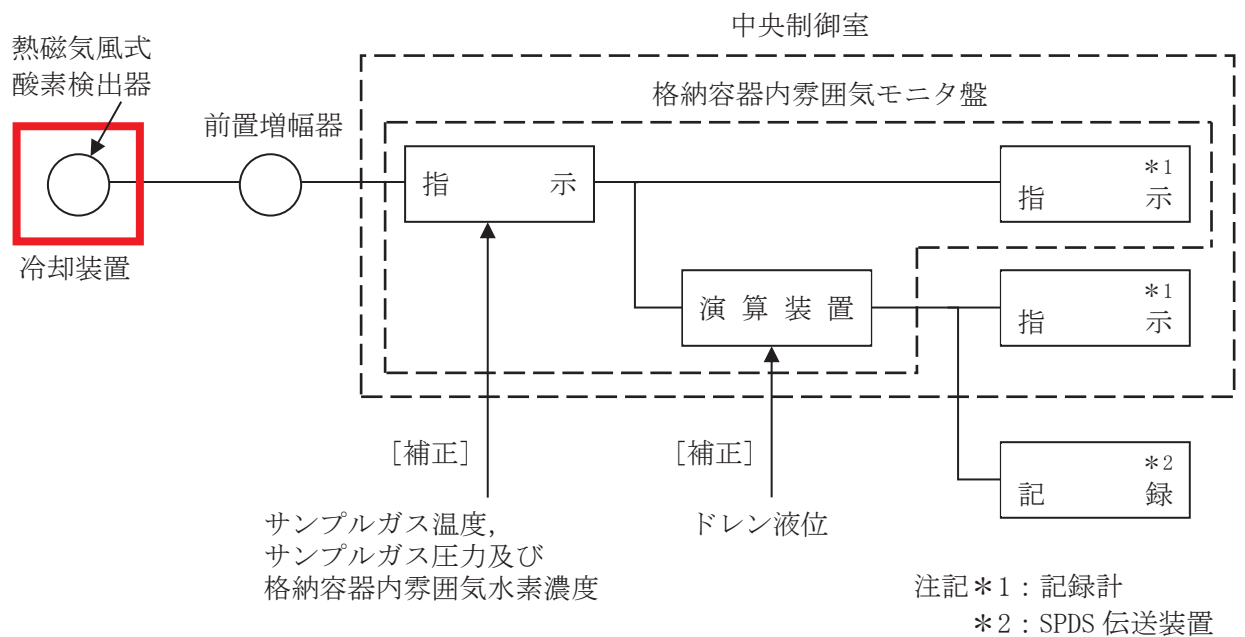 中央制御室
熱磁気風式
酸素検出器
格納容器内雰囲気モニタ盤
前置増幅器
指 示
＊1
指 示
冷却装置
演 算 装 置
＊1
指 示
[補正]
[補正]
＊2
記 録
サンプルガス温度，
サンプルガス圧力及び
格納容器内雰囲気水素濃度
ドレン液位
注記＊1：記録計
＊2：SPDS 伝送装置